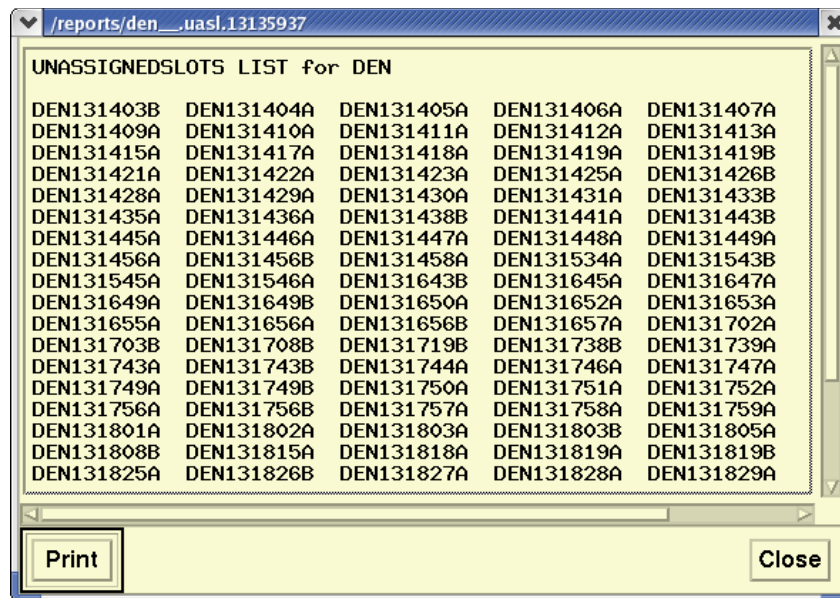 /reports/den__.uasl.13135937
UNASSIGNEDSLOTS LIST for DEN
DEN131403B DEN131404A DEN131405A DEN131406A DEN131407A
DEN131409A DEN131410A DEN131411A DEN131412A DEN131413A
DEN131415A DEN131417A DEN131418A DEN131419A DEN131419B
DEN131421A DEN131422A DEN131423A DEN131425A DEN131426B
DEN131428A DEN131429A DEN131430A DEN131431A DEN131433B
DEN131435A DEN131436A DEN131438B DEN131441A DEN131443B
DEN131445A DEN131446A DEN131447A DEN131448A DEN131449A
DEN131456A DEN131456B DEN131458A DEN131534A DEN131543B
DEN131545A DEN131546A DEN131643B DEN131645A DEN131647A
DEN131649A DEN131649B DEN131650A DEN131652A DEN131653A
DEN131655A DEN131656A DEN131656B DEN131657A DEN131702A
DEN131703B DEN131708B DEN131719B DEN131738B DEN131739A
DEN131743A DEN131743B DEN131744A DEN131746A DEN131747A
DEN131749A DEN131749B DEN131750A DEN131751A DEN131752A
DEN131756A DEN131756B DEN131757A DEN131758A DEN131759A
DEN131801A DEN131802A DEN131803A DEN131803B DEN131805A
DEN131808B DEN131815A DEN131818A DEN131819A DEN131819B
DEN131825A DEN131826B DEN131827A DEN131828A DEN131829A
Print Close